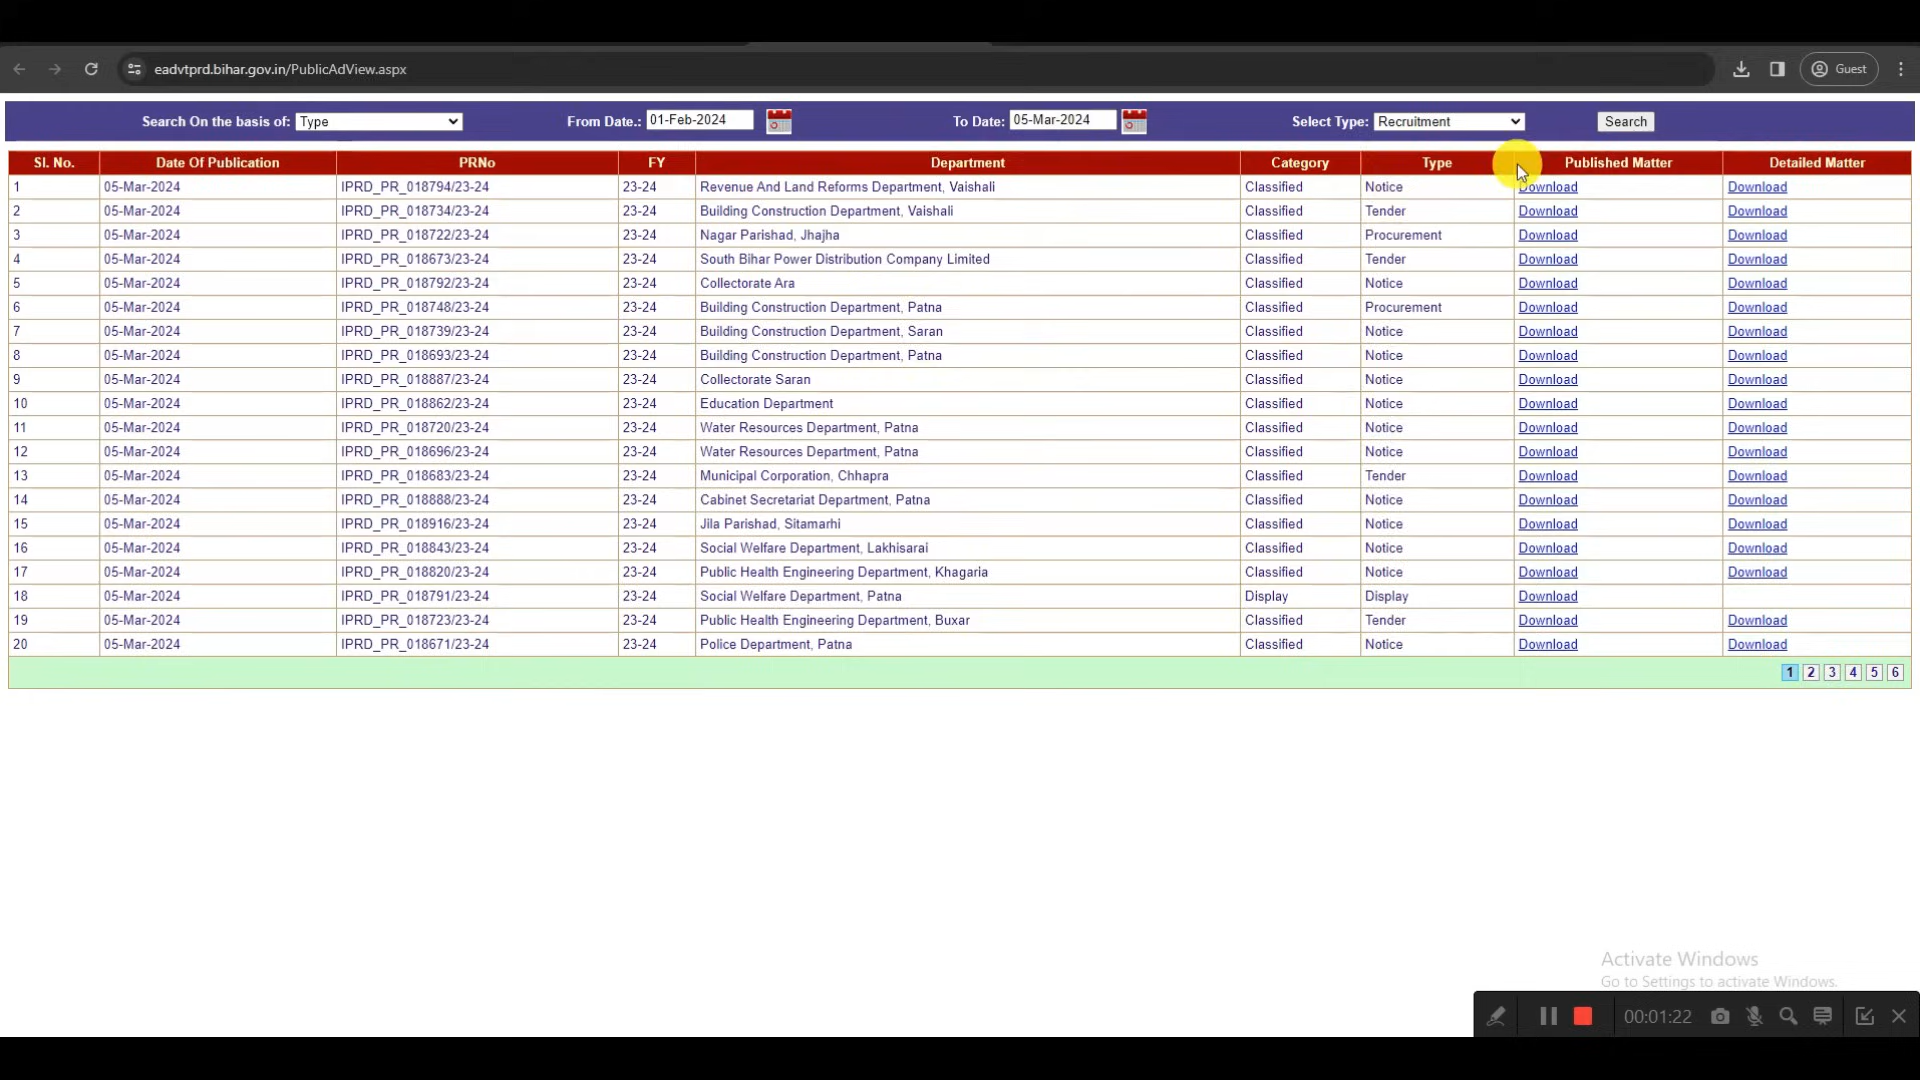 eadvtprd.bihar.gov.in/PublicAdView.aspx Guest
Search On the basis of: Type From Date.: 01-Feb-2024 To Date: 05-Mar-2024 Select Type: Recruitment Search
Sl. No. Date Of Publication PRNo FY Department Category Type Published Matter Detailed Matter
1 05-Mar-2024 IPRD_PR_018794/23-24 23-24 Revenue And Land Reforms Department, Vaishali Classified Notice Download Download
2 05-Mar-2024 IPRD_PR_018734/23-24 23-24 Building Construction Department, Vaishali Classified Tender Download Download
3 05-Mar-2024 IPRD_PR_018722/23-24 23-24 Nagar Parishad, Jhajha Classified Procurement Download Download
4 05-Mar-2024 IPRD_PR_018673/23-24 23-24 South Bihar Power Distribution Company Limited Classified Tender Download Download
5 05-Mar-2024 IPRD_PR_018792/23-24 23-24 Collectorate Ara Classified Notice Download Download
6 05-Mar-2024 IPRD_PR_018748/23-24 23-24 Building Construction Department, Patna Classified Procurement Download Download
7 05-Mar-2024 IPRD_PR_018739/23-24 23-24 Building Construction Department, Saran Classified Notice Download Download
8 05-Mar-2024 IPRD_PR_018693/23-24 23-24 Building Construction Department, Patna Classified Notice Download Download
9 05-Mar-2024 IPRD_PR_018887/23-24 23-24 Collectorate Saran Classified Notice Download Download
10 05-Mar-2024 IPRD_PR_018862/23-24 23-24 Education Department Classified Notice Download Download
11 05-Mar-2024 IPRD_PR_018720/23-24 23-24 Water Resources Department, Patna Classified Notice Download Download
12 05-Mar-2024 IPRD_PR_018696/23-24 23-24 Water Resources Department, Patna Classified Notice Download Download
13 05-Mar-2024 IPRD_PR_018683/23-24 23-24 Municipal Corporation, Chhapra Classified Tender Download Download
14 05-Mar-2024 IPRD_PR_018888/23-24 23-24 Cabinet Secretariat Department, Patna Classified Notice Download Download
15 05-Mar-2024 IPRD_PR_018916/23-24 23-24 Jila Parishad, Sitamarhi Classified Notice Download Download
16 05-Mar-2024 IPRD_PR_018843/23-24 23-24 Social Welfare Department, Lakhisarai Classified Notice Download Download
17 05-Mar-2024 IPRD_PR_018820/23-24 23-24 Public Health Engineering Department, Khagaria Classified Notice Download Download
18 05-Mar-2024 IPRD_PR_018791/23-24 23-24 Social Welfare Department, Patna Display Display Download
19 05-Mar-2024 IPRD_PR_018723/23-24 23-24 Public Health Engineering Department, Buxar Classified Tender Download Download
20 05-Mar-2024 IPRD_PR_018671/23-24 23-24 Police Department, Patna Classified Notice Download Download
1 2 3 4 5 6
Activate Windows
Go to Settings to activate Windows.
00:01:22